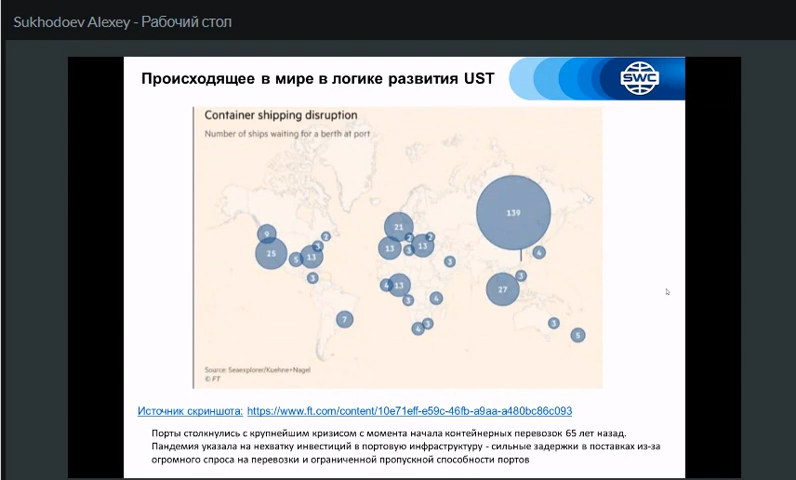 Sukhodoev Alexey - Рабочий стол
Происходящее в мире в логике развития UST
SWC
Container shipping disruption
Number of ships waiting for a berth at port
139
9
2
21
2
2
25
3
13
3
13
4
5
13
3
3
3
4
13
27
3
4
7
3
4
3
5
Source: Seaexplorer/Kuehne+Nagel
© FT
Источник скриншота: https://www.ft.com/content/10e71eff-e59c-46fb-a9aa-a480bc86c093
Порты столкнулись с крупнейшим кризисом с момента начала контейнерных перевозок 65 лет назад.
Пандемия указала на нехватку инвестиций в портовую инфраструктуру - сильные задержки в поставках из-за
огромного спроса на перевозки и ограниченной пропускной способности портов